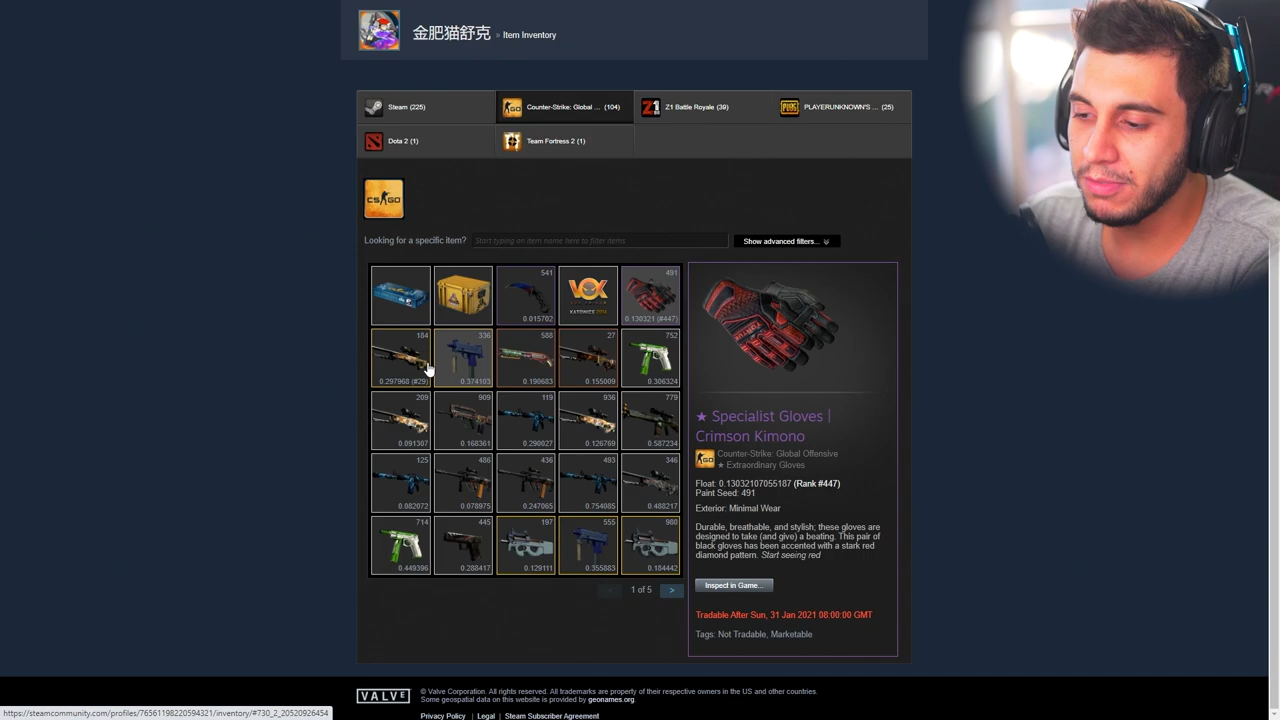 金肥猫舒克 » Item Inventory
Steam (225)
Counter-Strike: Global ... (104)
Z1 Battle Royale (39)
PLAYERUNKNOWN'S ... (25)
Dota 2 (1)
Team Fortress 2 (1)
CS GO
Looking for a specific item?
Start typing an item name here to filter items
Show advanced filters...
541
0.015702
VOX
KATOWICE 2014
491
0.130321 (#447)
184
0.297968 (#29)
336
0.374103
588
0.190683
27
0.155009
752
0.306324
209
0.091307
909
0.168361
119
0.290027
936
0.126769
779
0.587234
125
0.082072
486
0.078975
436
0.247065
493
0.754085
346
0.488217
714
0.449396
445
0.288417
197
0.129111
555
0.355883
980
0.184442
< 1 of 5 >
★ Specialist Gloves |
Crimson Kimono
Counter-Strike: Global Offensive
★ Extraordinary Gloves
Float: 0.13032107055187 (Rank #447)
Paint Seed: 491
Exterior: Minimal Wear
Durable, breathable, and stylish; these gloves are
designed to take (and give) a beating. This pair of
black gloves has been accented with a stark red
diamond pattern. Start seeing red
Inspect in Game...
Tradable After Sun, 31 Jan 2021 08:00:00 GMT
Tags: Not Tradable, Marketable
VALVE
© Valve Corporation. All rights reserved. All trademarks are property of their respective owners in the US and other countries.
Some geospatial data on this website is provided by geonames.org.
Privacy Policy | Legal | Steam Subscriber Agreement
https://steamcommunity.com/profiles/76561198220594321/inventory/#730_2_20520926454